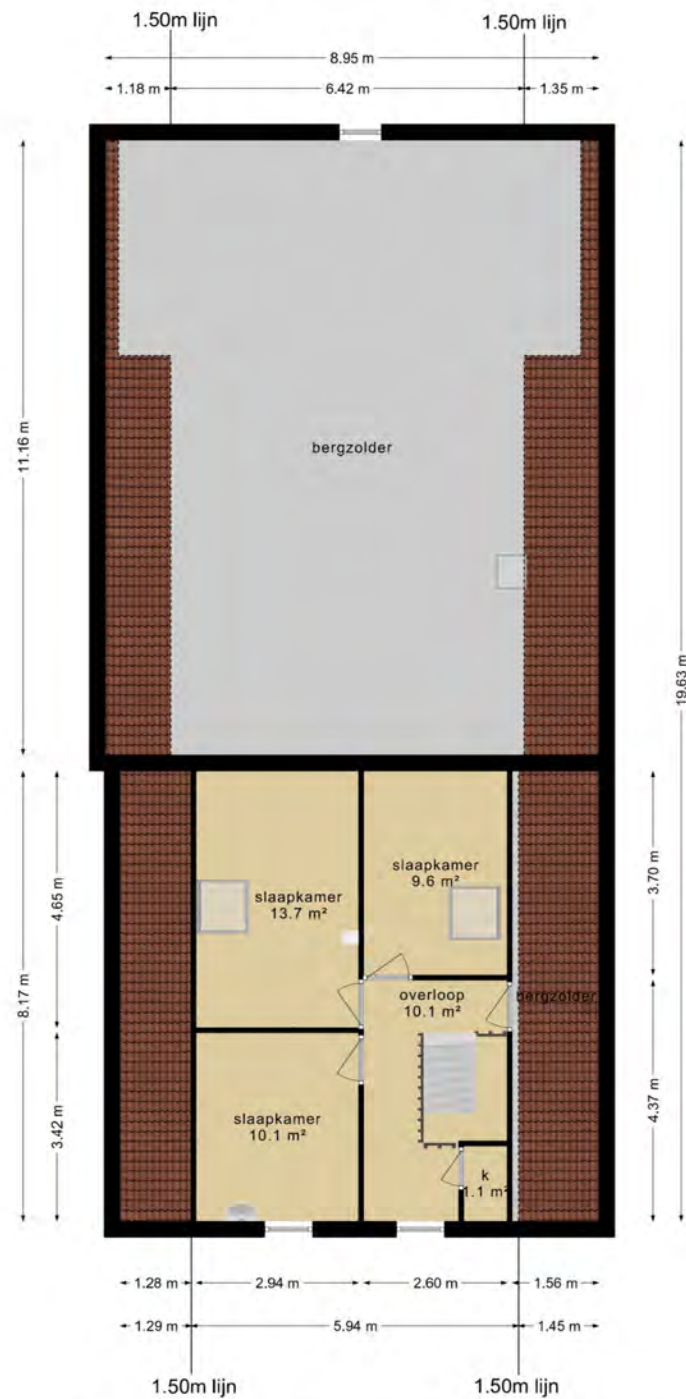 1.50m lijn
1.50m lijn
8.95 m
1.18 m
6.42 m
1.35 m
11.16 m
19.63 m
bergzolder
4.65 m
8.17 m
3.42 m
3.70 m
4.37 m
slaapkamer
13.7 m²
slaapkamer
9.6 m²
overloop
10.1 m²
bergzolder
slaapkamer
10.1 m²
k
1.1 m²
1.28 m
2.94 m
2.60 m
1.56 m
1.29 m
5.94 m
1.45 m
1.50m lijn
1.50m lijn